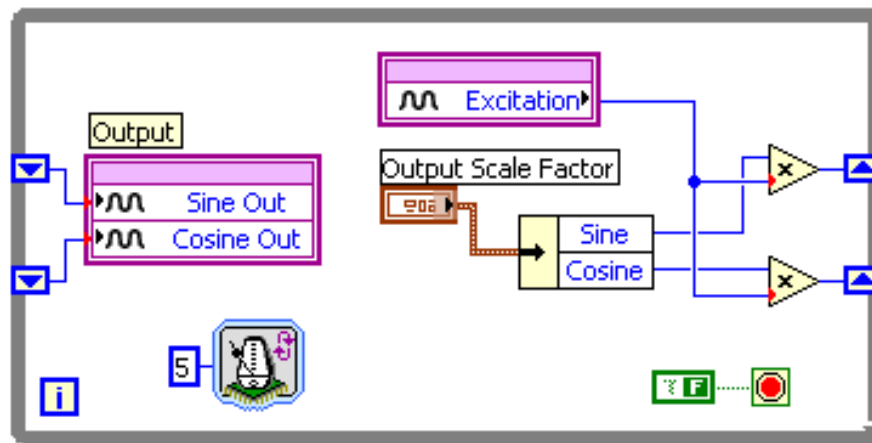 Excitation
Output
Output Scale Factor
Sine Out
Cosine Out
Sine
Cosine
x
x
5
i
F